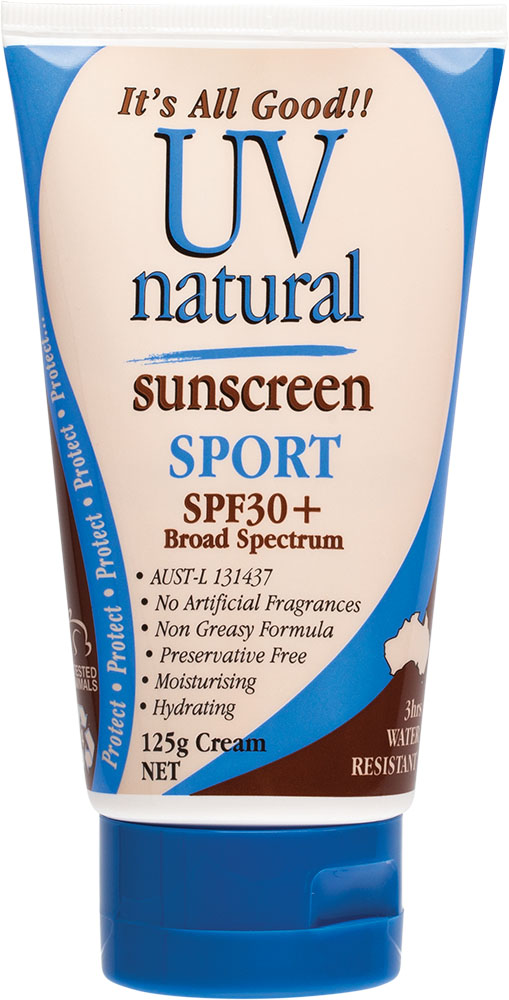 It's All Good!!
UV
natural
sunscreen
SPORT
SPF30+
Broad Spectrum
• AUST-L 131437
• No Artificial Fragrances
• Non Greasy Formula
• Preservative Free
• Moisturising
• Hydrating
125g Cream
NET
Protect • Protect • Protect • Protect • Protect...
3hrs
WATER
RESISTANT